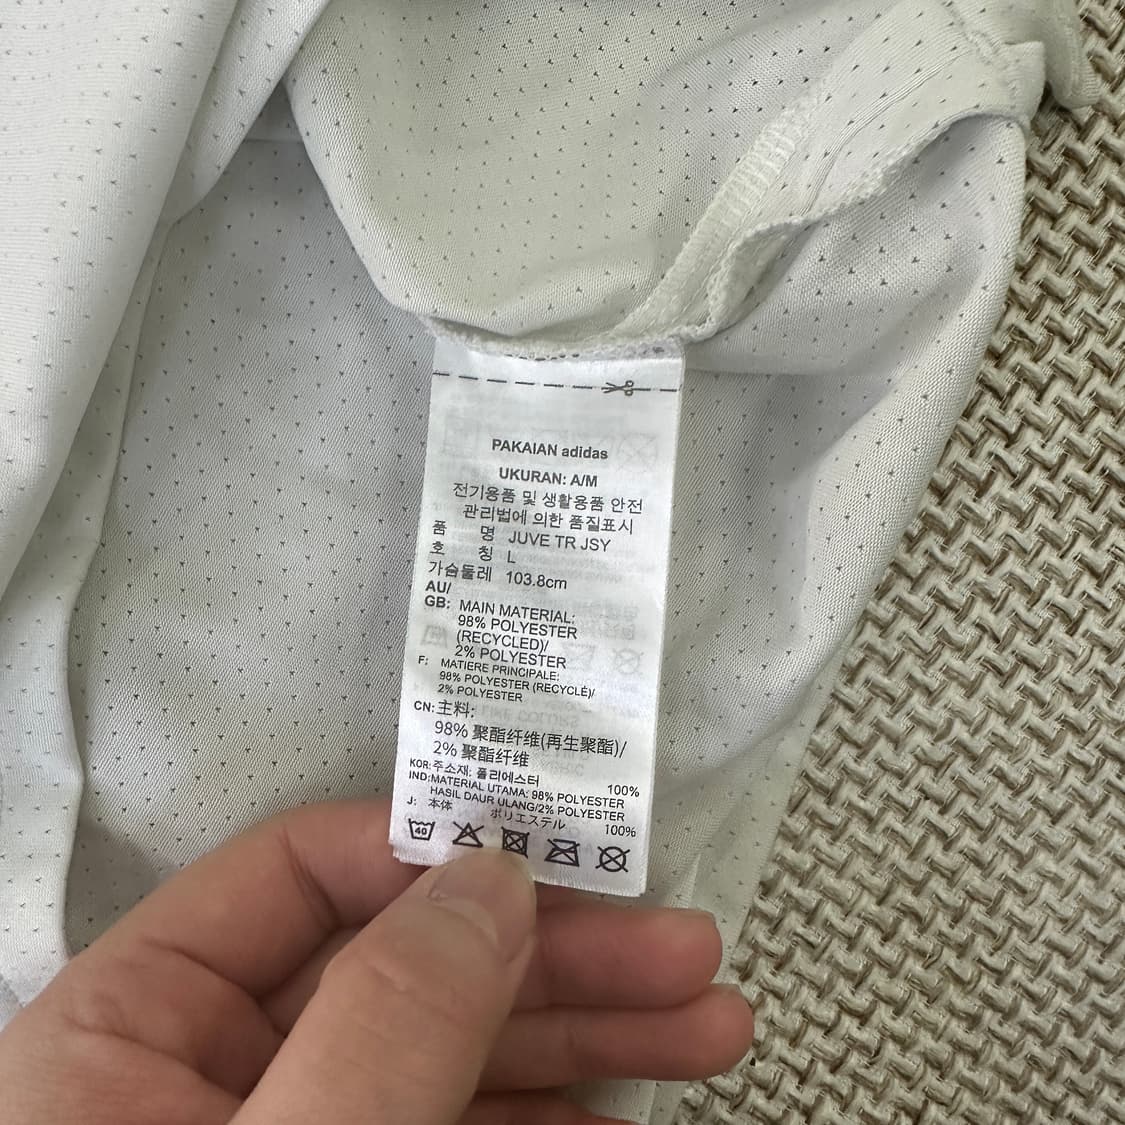 PAKAIAN adidas
UKURAN: A/M
전기용품 및 생활용품 안전
관리법에 의한 품질표시
품 명 JUVE TR JSY
호 칭 L
가슴둘레 103.8cm
AU/
GB: MAIN MATERIAL:
98% POLYESTER
(RECYCLED)/
2% POLYESTER
F: MATIERE PRINCIPALE:
98% POLYESTER (RECYCLÉ)/
2% POLYESTER
CN: 主料:
98% 聚酯纤维(再生聚酯)/
2% 聚酯纤维
KOR: 주소재: 폴리에스터 100%
IND: MATERIAL UTAMA: 98% POLYESTER
HASIL DAUR ULANG/2% POLYESTER
J: 本体 ポリエステル 100%
40